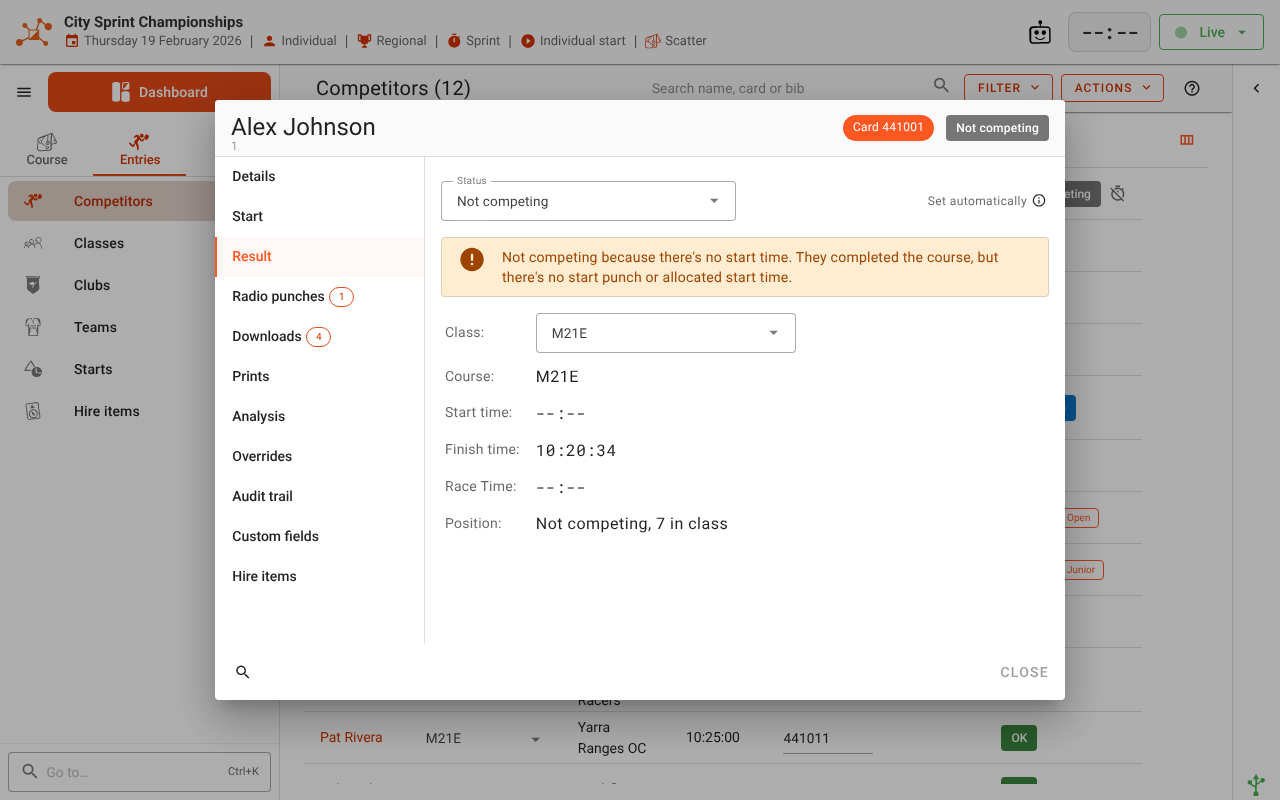 City Sprint Championships
Thursday 19 February 2026 | Individual | Regional | Sprint | Individual start | Scatter
--:--
Live
Dashboard
Competitors (12)
Search name, card or bib
FILTER
ACTIONS
Course
Entries
Competitors
Classes
Clubs
Teams
Starts
Hire items
Go to...
Ctrl+K
Alex Johnson
1
Card 441001
Not competing
Details
Start
Result
Radio punches 1
Downloads 4
Prints
Analysis
Overrides
Audit trail
Custom fields
Hire items
Status
Not competing
Set automatically
Not competing because there's no start time. They completed the course, but
there's no start punch or allocated start time.
Class: M21E
Course: M21E
Start time: --:--
Finish time: 10:20:34
Race Time: --:--
Position: Not competing, 7 in class
CLOSE
Open
Junior
Racers
Pat Rivera
M21E
Yarra
Ranges OC
10:25:00
441011
OK